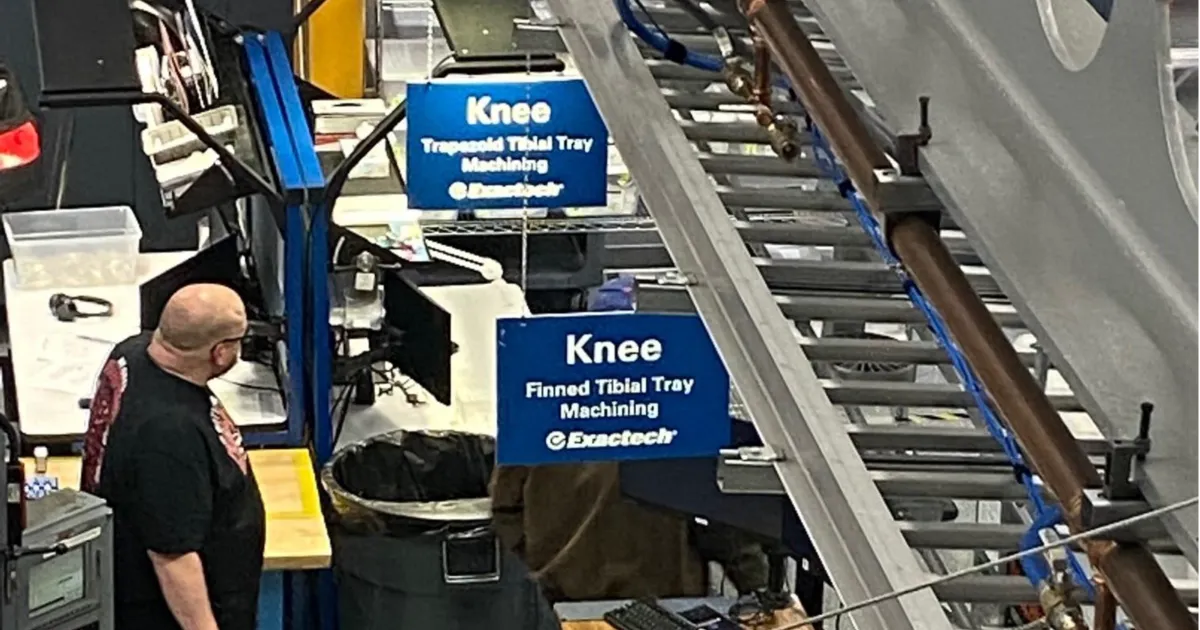 Knee
Trapezoid Tibial Tray
Machining
Exactech
Knee
Finned Tibial Tray
Machining
Exactech